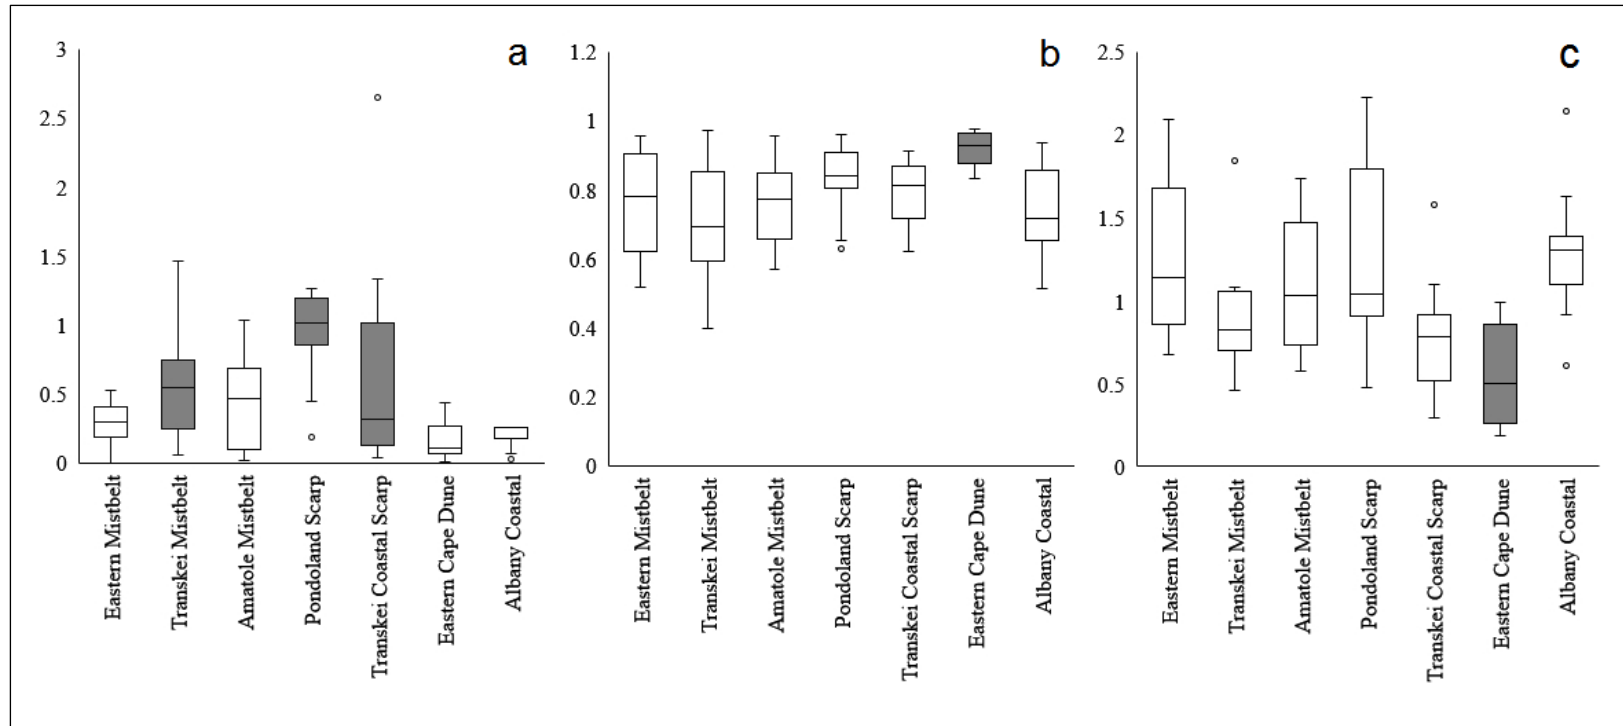 a
3
2.5
2
1.5
1
0.5
0
Eastern Mistbelt
Transkei Mistbelt
Amatole Mistbelt
Pondoland Scarp
Transkei Coastal Scarp
Eastern Cape Dune
Albany Coastal
b
1.2
1
0.8
0.6
0.4
0.2
0
Eastern Mistbelt
Transkei Mistbelt
Amatole Mistbelt
Pondoland Scarp
Transkei Coastal Scarp
Eastern Cape Dune
Albany Coastal
c
2.5
2
1.5
1
0.5
0
Eastern Mistbelt
Transkei Mistbelt
Amatole Mistbelt
Pondoland Scarp
Transkei Coastal Scarp
Eastern Cape Dune
Albany Coastal